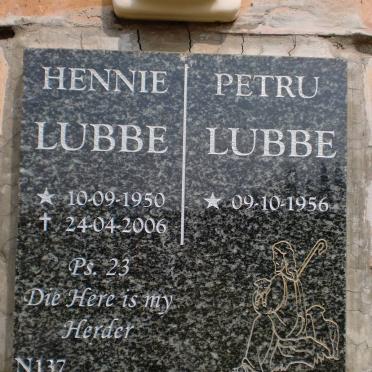 HENNIE
LUBBE
★ 10-09-1950
✝ 24-04-2006
Ps. 23
Die Here is my
Herder
N137
PETRU
LUBBE
★ 09-10-1956